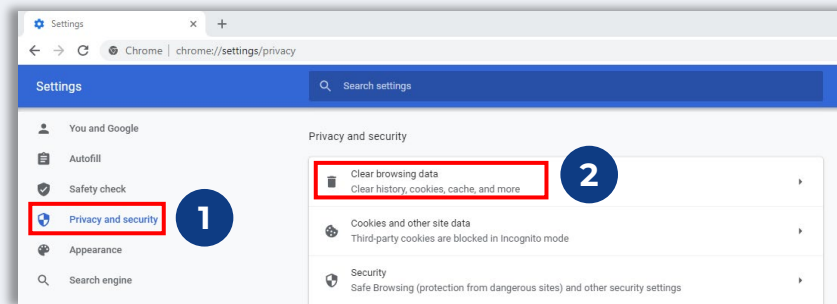 Settings
Chrome | chrome://settings/privacy
Settings
Search settings
You and Google
Autofill
Safety check
Privacy and security
Appearance
Search engine
1
Privacy and security
Clear browsing data
Clear history, cookies, cache, and more
2
Cookies and other site data
Third-party cookies are blocked in Incognito mode
Security
Safe Browsing (protection from dangerous sites) and other security settings